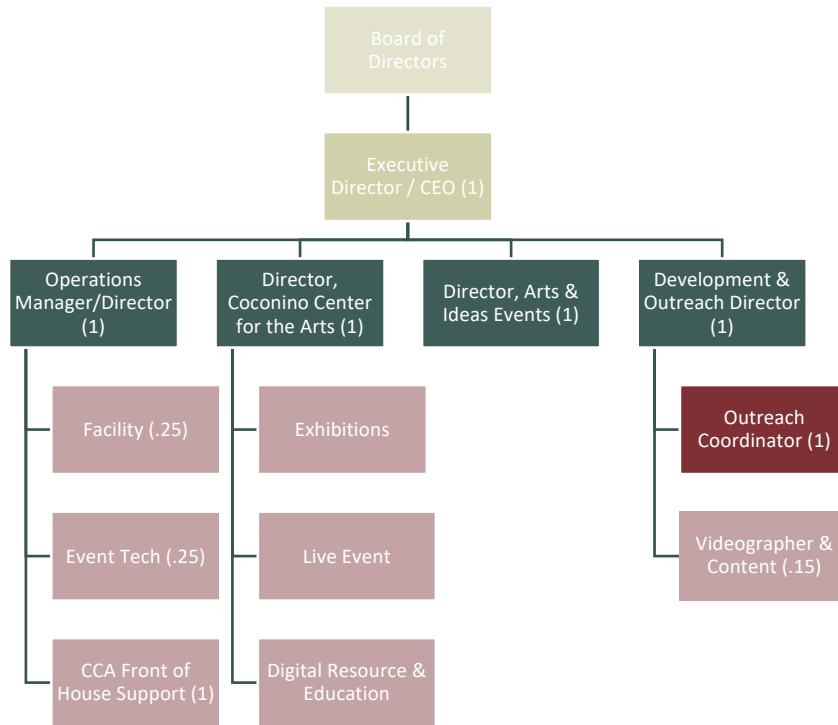 Board of
Directors
Executive
Director / CEO (1)
Operations
Manager/Director
(1)
Director,
Coconino Center
for the Arts (1)
Director, Arts &
Ideas Events (1)
Development &
Outreach Director
(1)
Facility (.25)
Exhibitions
Outreach
Coordinator (1)
Event Tech (.25)
Live Event
Videographer &
Content (.15)
CCA Front of
House Support (1)
Digital Resource &
Education